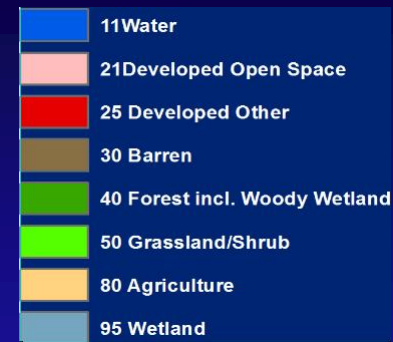 11Water
21Developed Open Space
25 Developed Other
30 Barren
40 Forest incl. Woody Wetland
50 Grassland/Shrub
80 Agriculture
95 Wetland